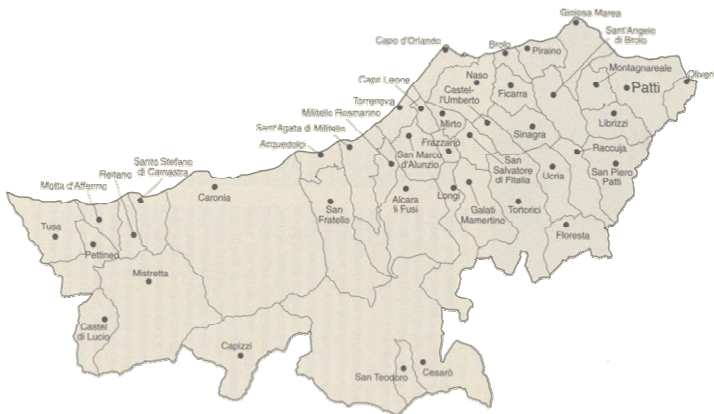 Gioiosa Marea
Sant'Angelo
di Brolo
Capo d'Orlando
Brolo
Piraino
Montagnareale
Oliveri
Patti
Naso
Capri Leone
Castel-
l'Umberto
Ficarra
Torrenova
Militello Rosmarino
Mirto
Librizzi
Sant'Agata di Militello
Sinagra
Acquedolci
Frazzanò
Raccuja
San Marco
d'Alunzio
San
Salvatore
di Fitalia
Ucria
San Piero
Patti
Santo Stefano
di Camastra
Reitano
Motta d'Affermo
Caronia
Alcara
li Fusi
Longi
San
Fratello
Galati
Mamertino
Tortorici
Tusa
Floresta
Pettineo
Mistretta
Castel
di Lucio
Capizzi
San Teodoro
Cesarò